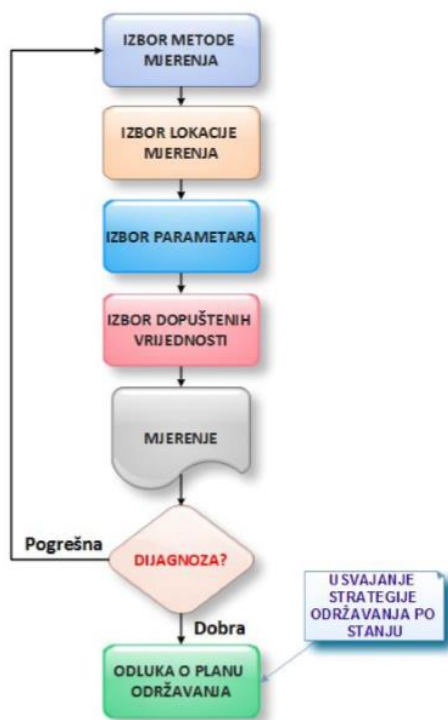 IZBOR METODE
MJERENJA
IZBOR LOKACIJE
MJERENJA
IZBOR PARAMETARA
IZBOR DOPUŠTENIH
VRIJEDNOSTI
MJERENJE
Pogrešna
DIJAGNOZA?
Dobra
USVAJANJE
STRATEGIJE
ODRŽAVANJA PO
STANJU
ODLUKA O PLANU
ODRŽAVANJA